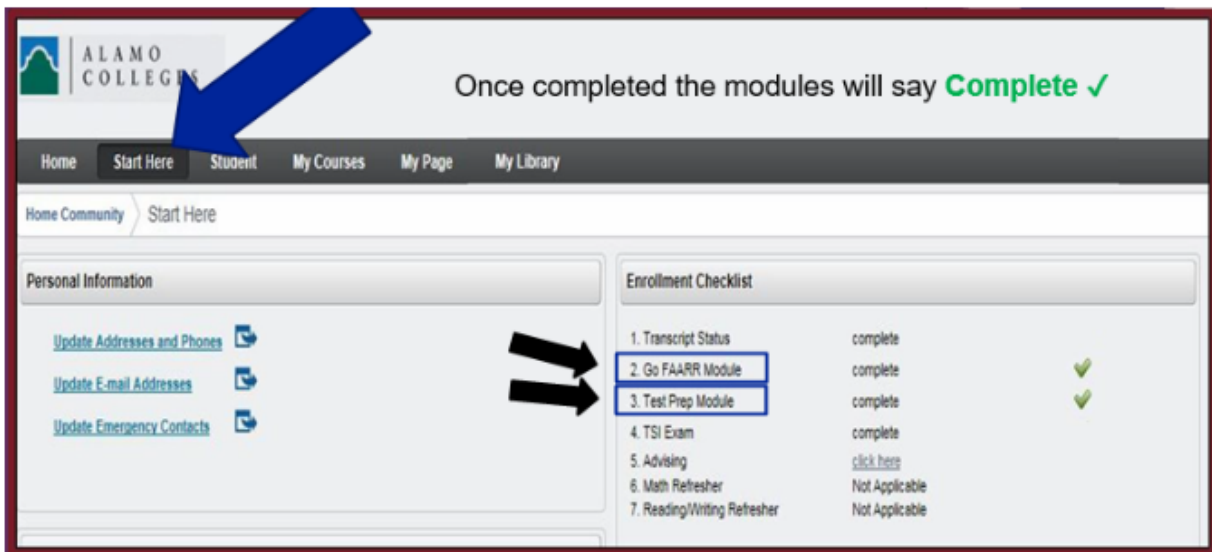 ALAMO
COLLEGES
Once completed the modules will say Complete ✓
Home Start Here Student My Courses My Page My Library
Home Community Start Here
Personal Information
Update Addresses and Phones
Update E-mail Addresses
Update Emergency Contacts
Enrollment Checklist
1. Transcript Status complete
2. Go FAARR Module complete
3. Test Prep Module complete
4. TSI Exam complete
5. Advising click here
6. Math Refresher Not Applicable
7. Reading/Writing Refresher Not Applicable